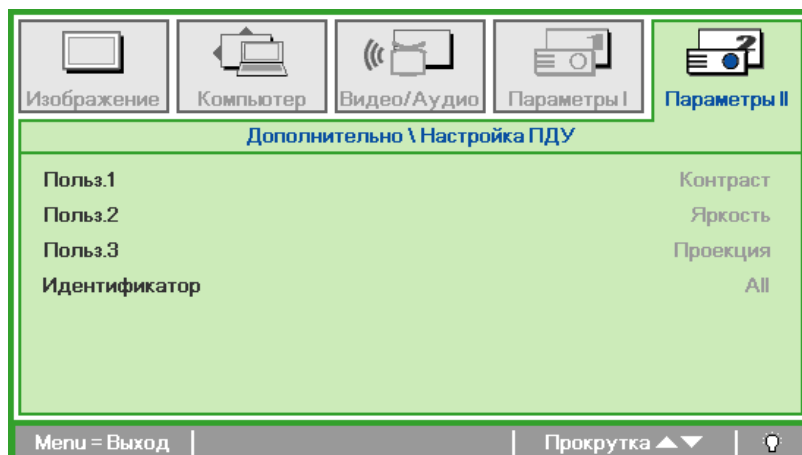 Изображение
Компьютер
Видео/Аудио
Параметры I
Параметры II
Дополнительно \ Настройка ПДУ
Польз.1 Контраст
Польз.2 Яркость
Польз.3 Проекция
Идентификатор All
Menu = Выход
Прокрутка ▲▼